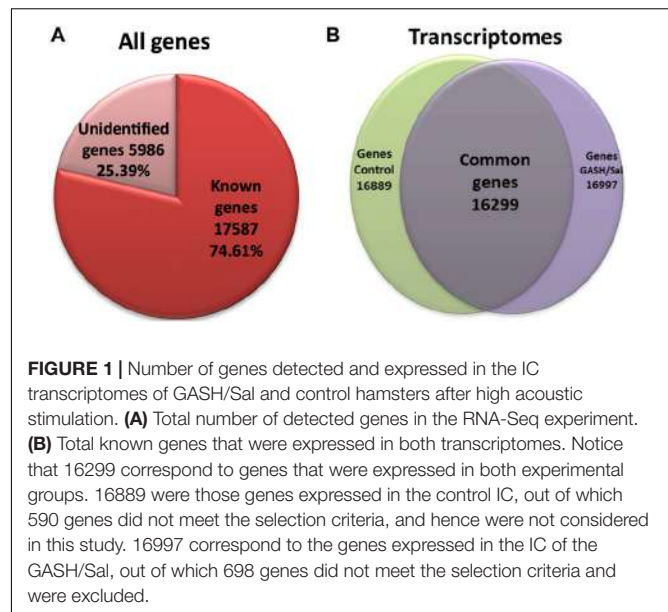 A
All genes
Unidentified
genes 5986
25.39%
Known
genes
17587
74.61%
B
Transcriptomes
Genes
Control
16889
Common
genes
16299
Genes
GASH/Sal
16997
FIGURE 1 | Number of genes detected and expressed in the IC
transcriptomes of GASH/Sal and control hamsters after high acoustic
stimulation. (A) Total number of detected genes in the RNA-Seq experiment.
(B) Total known genes that were expressed in both transcriptomes. Notice
that 16299 correspond to genes that were expressed in both experimental
groups. 16889 were those genes expressed in the control IC, out of which
590 genes did not meet the selection criteria, and hence were not considered
in this study. 16997 correspond to the genes expressed in the IC of the
GASH/Sal, out of which 698 genes did not meet the selection criteria and
were excluded.